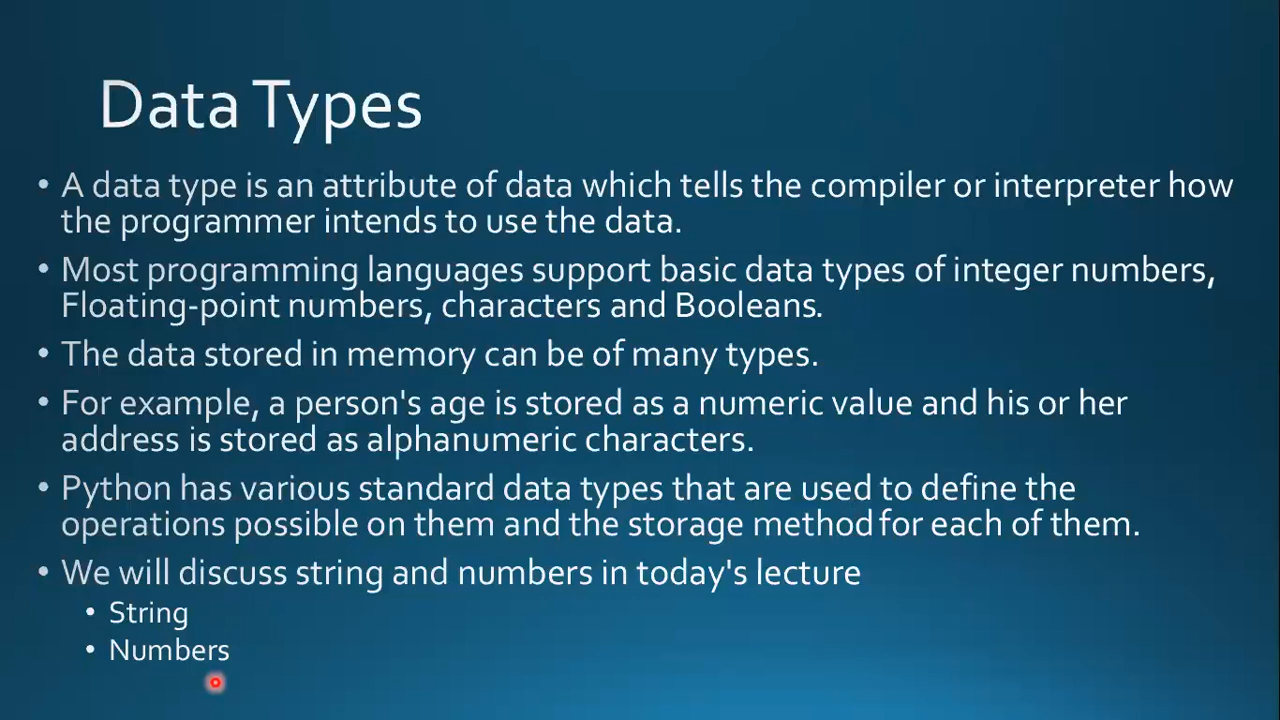 Data Types
• A data type is an attribute of data which tells the compiler or interpreter how
the programmer intends to use the data.
• Most programming languages support basic data types of integer numbers,
Floating-point numbers, characters and Booleans.
• The data stored in memory can be of many types.
• For example, a person's age is stored as a numeric value and his or her
address is stored as alphanumeric characters.
• Python has various standard data types that are used to define the
operations possible on them and the storage method for each of them.
• We will discuss string and numbers in today's lecture
• String
• Numbers